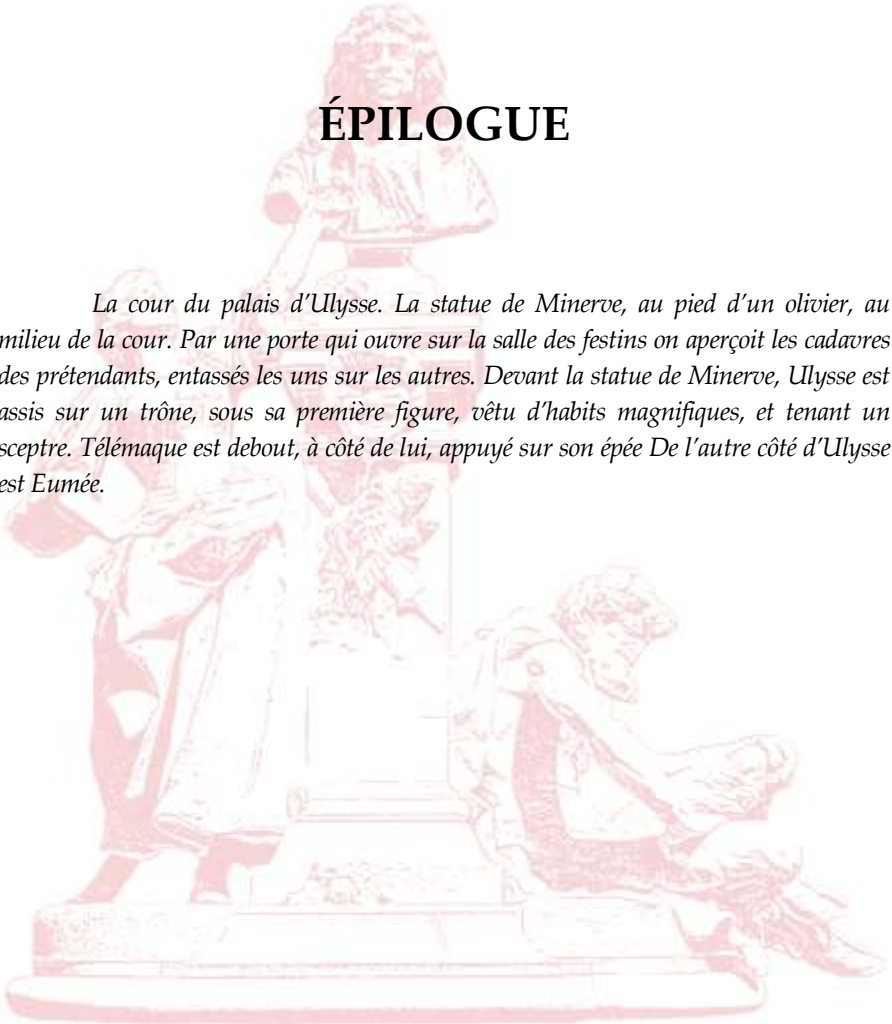 ÉPILOGUE
La cour du palais d’Ulysse. La statue de Minerve, au pied d’un olivier, au
milieu de la cour. Par une porte qui ouvre sur la salle des festins on aperçoit les cadavres
des prétendants, entassés les uns sur les autres. Devant la statue de Minerve, Ulysse est
assis sur un trône, sous sa première figure, vêtu d’habits magnifiques, et tenant un
sceptre. Télémaque est debout, à côté de lui, appuyé sur son épée De l’autre côté d’Ulysse
est Eumée.